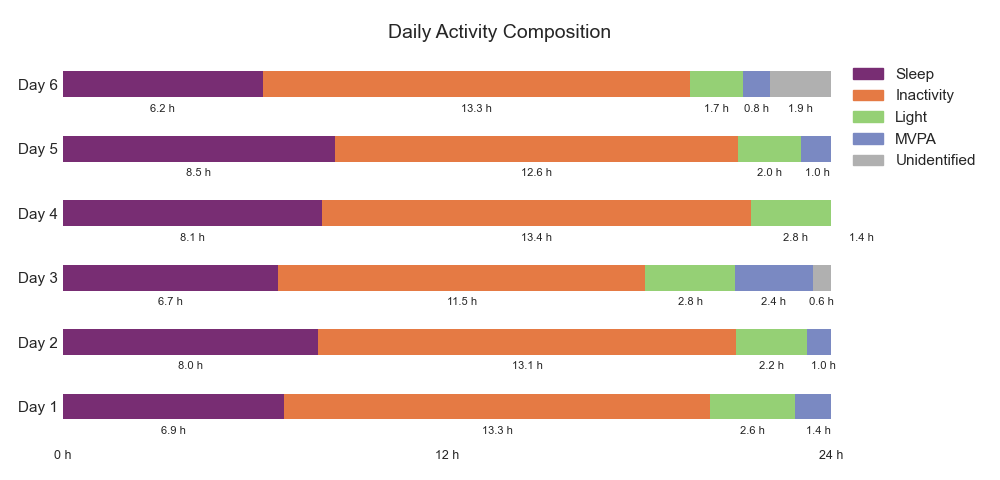 Daily Activity Composition
Day 6
6.2 h 13.3 h 1.7 h 0.8 h 1.9 h
Day 5
8.5 h 12.6 h 2.0 h 1.0 h
Day 4
8.1 h 13.4 h 2.8 h 1.4 h
Day 3
6.7 h 11.5 h 2.8 h 2.4 h 0.6 h
Day 2
8.0 h 13.1 h 2.2 h 1.0 h
Day 1
6.9 h 13.3 h 2.6 h 1.4 h
0 h 12 h 24 h
Sleep
Inactivity
Light
MVPA
Unidentified